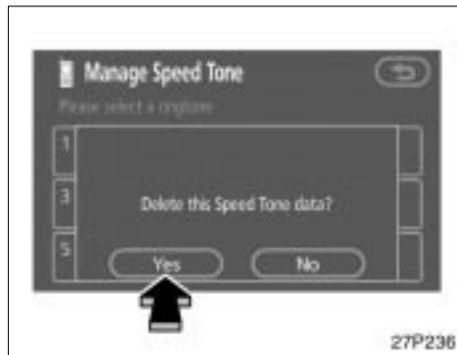 Manage Speed Tone
Please select a ringtone
1
3
Delete this Speed Tone data?
5
Yes No
27P236